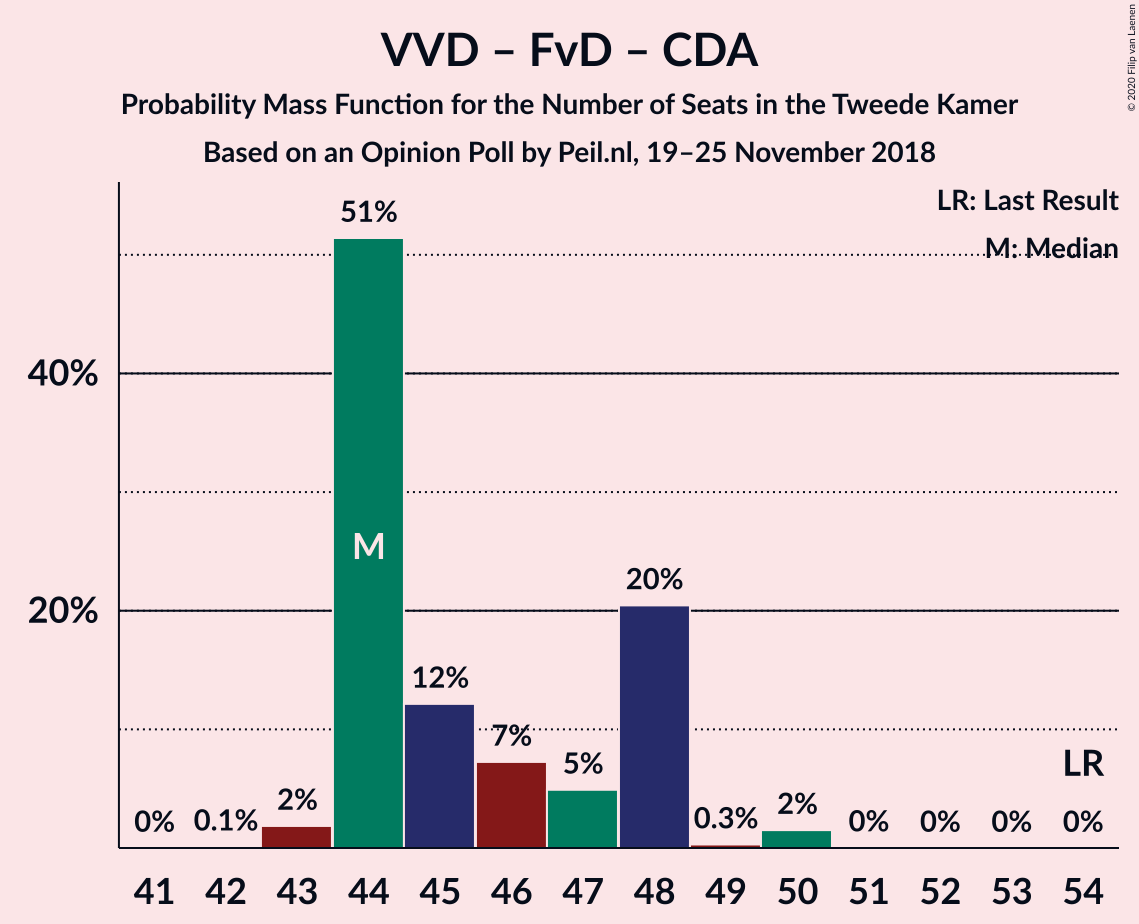 VVD – FvD – CDA
Probability Mass Function for the Number of Seats in the Tweede Kamer
Based on an Opinion Poll by Peil.nl, 19–25 November 2018
© 2020 Filip van Laenen
LR: Last Result
M: Median
51%
40%
M
20%
20%
12%
7%
5%
LR
0% 0.1% 2% 0.3% 2% 0% 0% 0% 0%
41 42 43 44 45 46 47 48 49 50 51 52 53 54